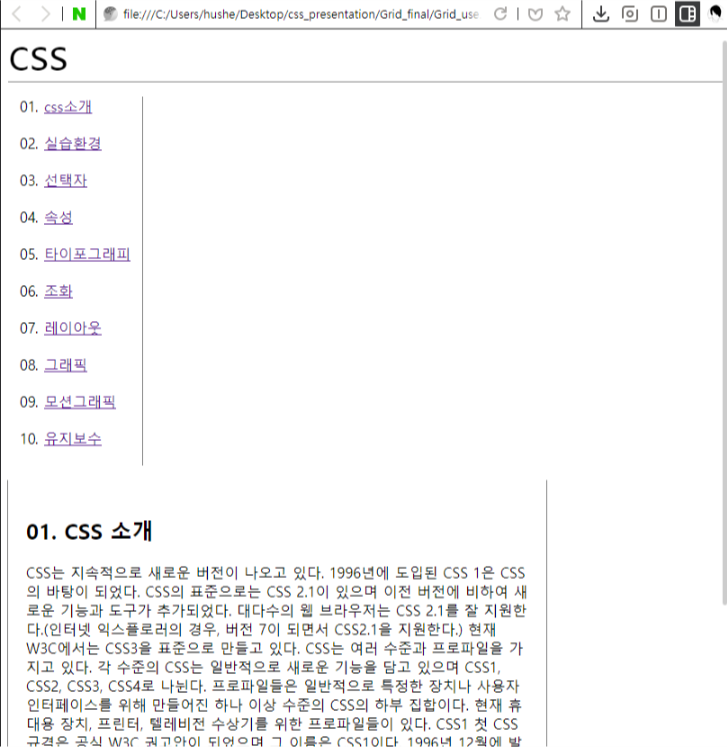 N file:///C:/Users/hushe/Desktop/css_presentation/Grid_final/Grid_use
CSS
01. css소개
02. 실습환경
03. 선택자
04. 속성
05. 타이포그래피
06. 조화
07. 레이아웃
08. 그래픽
09. 모션그래픽
10. 유지보수
01. CSS 소개
CSS는 지속적으로 새로운 버전이 나오고 있다. 1996년에 도입된 CSS 1은 CSS
의 바탕이 되었다. CSS의 표준으로는 CSS 2.1이 있으며 이전 버전에 비하여 새
로운 기능과 도구가 추가되었다. 대다수의 웹 브라우저는 CSS 2.1를 잘 지원한
다.(인터넷 익스플로러의 경우, 버전 7이 되면서 CSS2.1을 지원한다.) 현재
W3C에서는 CSS3을 표준으로 만들고 있다. CSS는 여러 수준과 프로파일을 가
지고 있다. 각 수준의 CSS는 일반적으로 새로운 기능을 담고 있으며 CSS1,
CSS2, CSS3, CSS4로 나뉜다. 프로파일들은 일반적으로 특정한 장치나 사용자
인터페이스를 위해 만들어진 하나 이상 수준의 CSS의 하부 집합이다. 현재 휴
대용 장치, 프린터, 텔레비전 수상기를 위한 프로파일들이 있다. CSS1 첫 CSS
규격은 공식 W3C 권고안이 되었으며 그 이름은 CSS1이다. 1996년 12월에 발